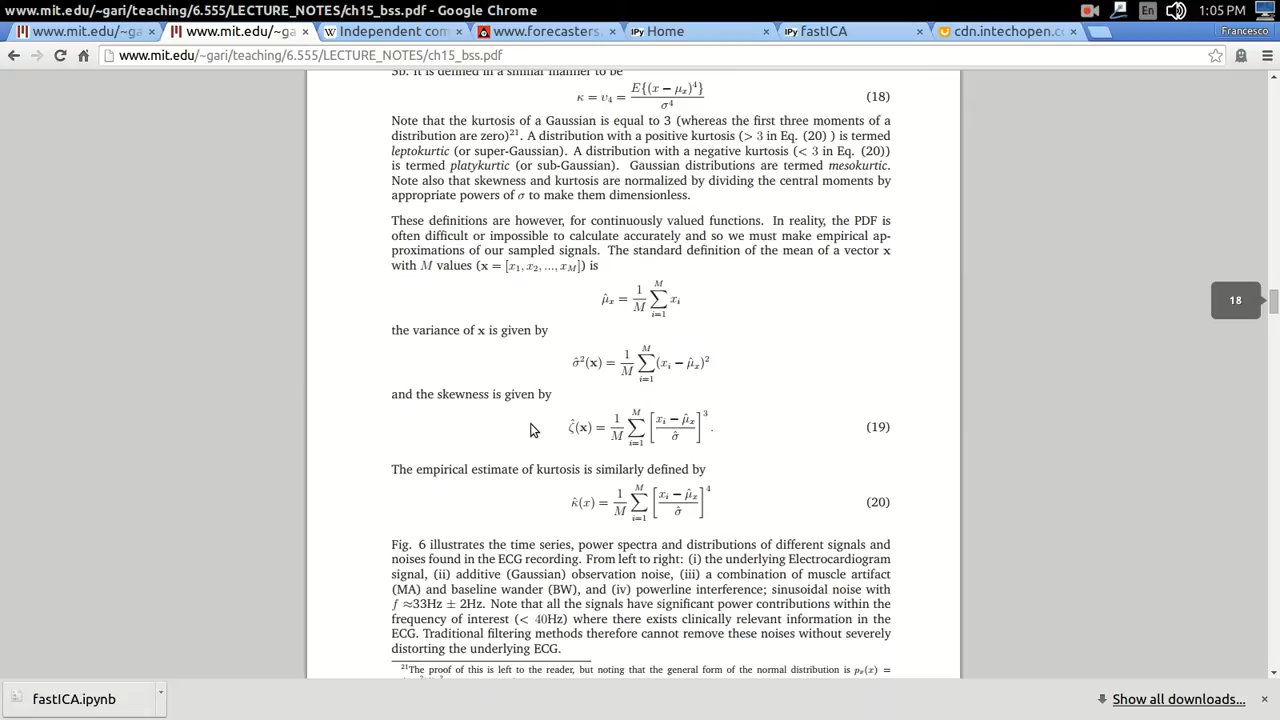 www.mit.edu/~gari/teaching/6.555/LECTURE_NOTES/ch15_bss.pdf - Google Chrome
En
1:05 PM
www.mit.edu/~ga
www.mit.edu/~gari
Independent com
www.forecasters.
IPy Home
IPy fastICA
cdn.intechopen.co
Francesco
www.mit.edu/~gari/teaching/6.555/LECTURE_NOTES/ch15_bss.pdf
5b. It is defined in a similar manner to be
κ = υ₄ = E{(x − μₓ)⁴} / σ⁴ (18)
Note that the kurtosis of a Gaussian is equal to 3 (whereas the first three moments of a
distribution are zero)²¹. A distribution with a positive kurtosis (> 3 in Eq. (20) ) is termed
leptokurtic (or super-Gaussian). A distribution with a negative kurtosis (< 3 in Eq. (20))
is termed platykurtic (or sub-Gaussian). Gaussian distributions are termed mesokurtic.
Note also that skewness and kurtosis are normalized by dividing the central moments by
appropriate powers of σ to make them dimensionless.
These definitions are however, for continuously valued functions. In reality, the PDF is
often difficult or impossible to calculate accurately and so we must make empirical ap-
proximations of our sampled signals. The standard definition of the mean of a vector x
with M values (x = [x₁, x₂, ..., x_M]) is
μ̂ₓ = 1/M ∑_{i=1}^{M} xᵢ
18
the variance of x is given by
σ̂²(x) = 1/M ∑_{i=1}^{M} (xᵢ − μ̂ₓ)²
and the skewness is given by
ζ̂(x) = 1/M ∑_{i=1}^{M} [(xᵢ − μ̂ₓ) / σ̂]³. (19)
The empirical estimate of kurtosis is similarly defined by
κ̂(x) = 1/M ∑_{i=1}^{M} [(xᵢ − μ̂ₓ) / σ̂]⁴ (20)
Fig. 6 illustrates the time series, power spectra and distributions of different signals and
noises found in the ECG recording. From left to right: (i) the underlying Electrocardiogram
signal, (ii) additive (Gaussian) observation noise, (iii) a combination of muscle artifact
(MA) and baseline wander (BW), and (iv) powerline interference; sinusoidal noise with
f ≈33Hz ± 2Hz. Note that all the signals have significant power contributions within the
frequency of interest (< 40Hz) where there exists clinically relevant information in the
ECG. Traditional filtering methods therefore cannot remove these noises without severely
distorting the underlying ECG.
²¹The proof of this is left to the reader, but noting that the general form of the normal distribution is pₓ(x) =
fastICA.ipynb
Show all downloads...